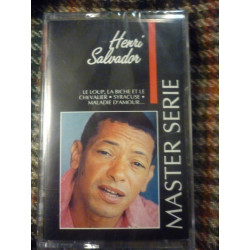 Henri
Salvador
LE LOUP, LA BICHE ET LE
CHEVALIER • SYRACUSE •
MALADIE D'AMOUR...
MASTER SERIE